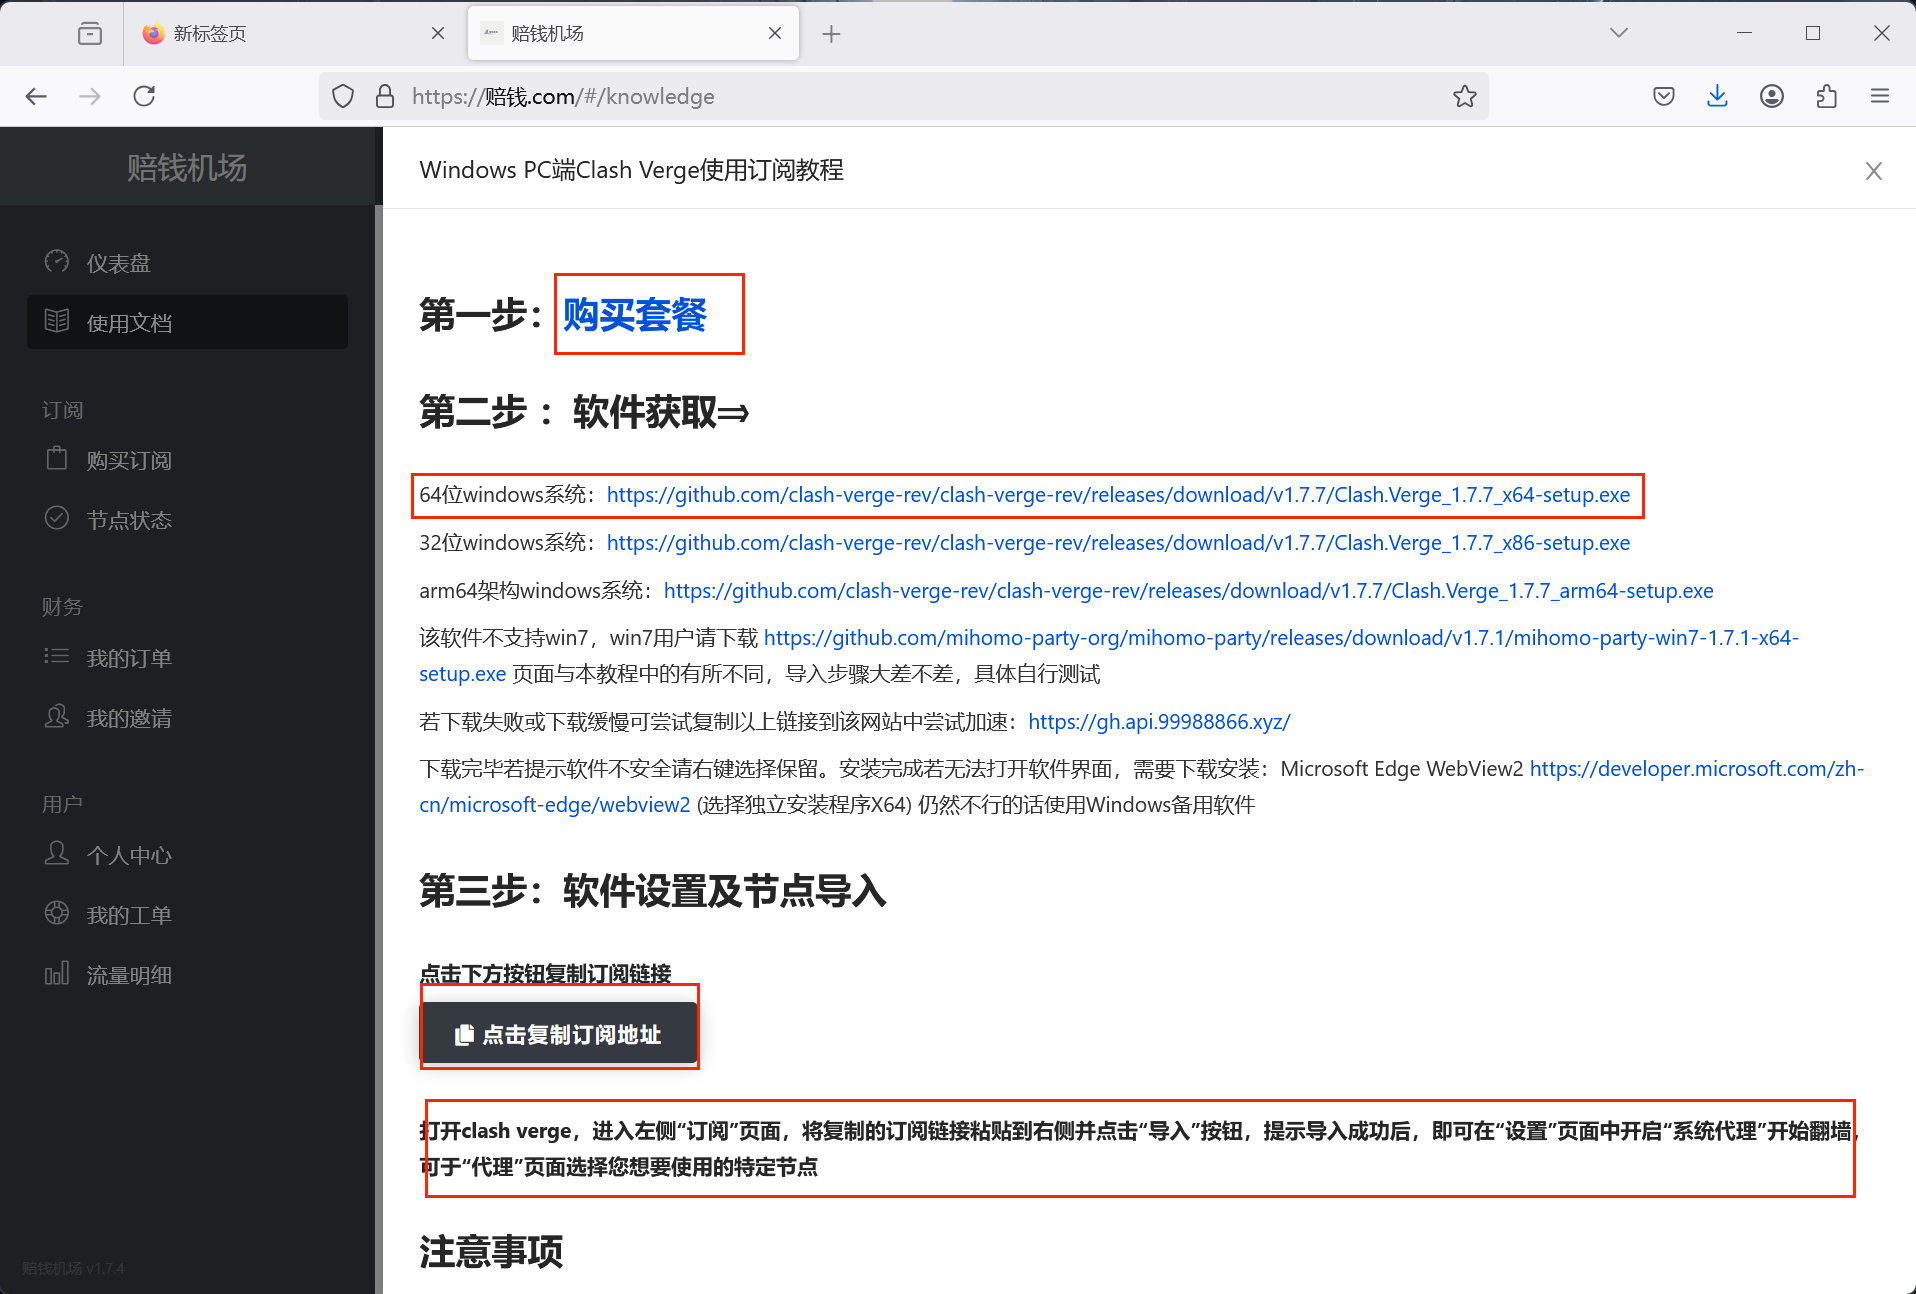 新标签页
赔钱机场
https://赔钱.com/#/knowledge
赔钱机场
仪表盘
使用文档
订阅
购买订阅
节点状态
财务
我的订单
我的邀请
用户
个人中心
我的工单
流量明细
赔钱机场 v1.7.4
Windows PC端Clash Verge使用订阅教程
第一步：购买套餐
第二步 ：软件获取⇒
64位windows系统：https://github.com/clash-verge-rev/clash-verge-rev/releases/download/v1.7.7/Clash.Verge_1.7.7_x64-setup.exe
32位windows系统：https://github.com/clash-verge-rev/clash-verge-rev/releases/download/v1.7.7/Clash.Verge_1.7.7_x86-setup.exe
arm64架构windows系统：https://github.com/clash-verge-rev/clash-verge-rev/releases/download/v1.7.7/Clash.Verge_1.7.7_arm64-setup.exe
该软件不支持win7，win7用户请下载 https://github.com/mihomo-party-org/mihomo-party/releases/download/v1.7.1/mihomo-party-win7-1.7.1-x64-
setup.exe 页面与本教程中的有所不同，导入步骤大差不差，具体自行测试
若下载失败或下载缓慢可尝试复制以上链接到该网站中尝试加速：https://gh.api.99988866.xyz/
下载完毕若提示软件不安全请右键选择保留。安装完成若无法打开软件界面，需要下载安装：Microsoft Edge WebView2 https://developer.microsoft.com/zh-
cn/microsoft-edge/webview2 (选择独立安装程序X64) 仍然不行的话使用Windows备用软件
第三步：软件设置及节点导入
点击下方按钮复制订阅链接
点击复制订阅地址
打开clash verge，进入左侧“订阅”页面，将复制的订阅链接粘贴到右侧并点击“导入”按钮，提示导入成功后，即可在“设置”页面中开启“系统代理”开始翻墙，
可于“代理”页面选择您想要使用的特定节点
注意事项